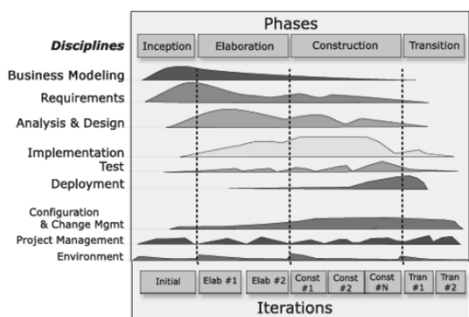 Phases
Disciplines
Inception
Elaboration
Construction
Transition
Business Modeling
Requirements
Analysis & Design
Implementation
Test
Deployment
Configuration
& Change Mgmt
Project Management
Environment
Initial
Elab #1
Elab #2
Const
#1
Const
#2
Const
#N
Tran
#1
Tran
#2
Iterations